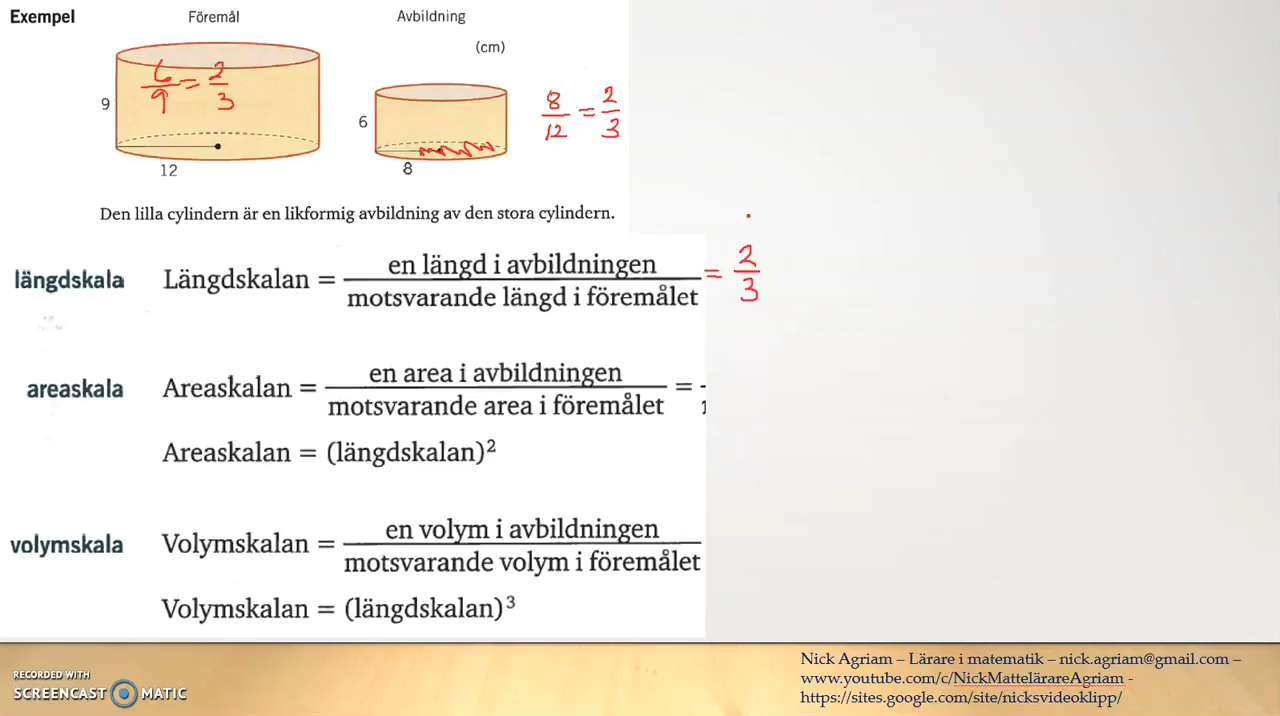 Exempel Föremål Avbildning
(cm)
6/9 = 2/3
9
12
6
8
8/12 = 2/3
Den lilla cylindern är en likformig avbildning av den stora cylindern.
längdskala Längdskalan = en längd i avbildningen / motsvarande längd i föremålet = 2/3
areaskala Areaskalan = en area i avbildningen / motsvarande area i föremålet =
Areaskalan = (längdskalan)²
volymskala Volymskalan = en volym i avbildningen / motsvarande volym i föremålet
Volymskalan = (längdskalan)³
RECORDED WITH
SCREENCAST MATIC
Nick Agriam – Lärare i matematik – nick.agriam@gmail.com –
www.youtube.com/c/NickMattelärareAgriam -
https://sites.google.com/site/nicksvideoklipp/